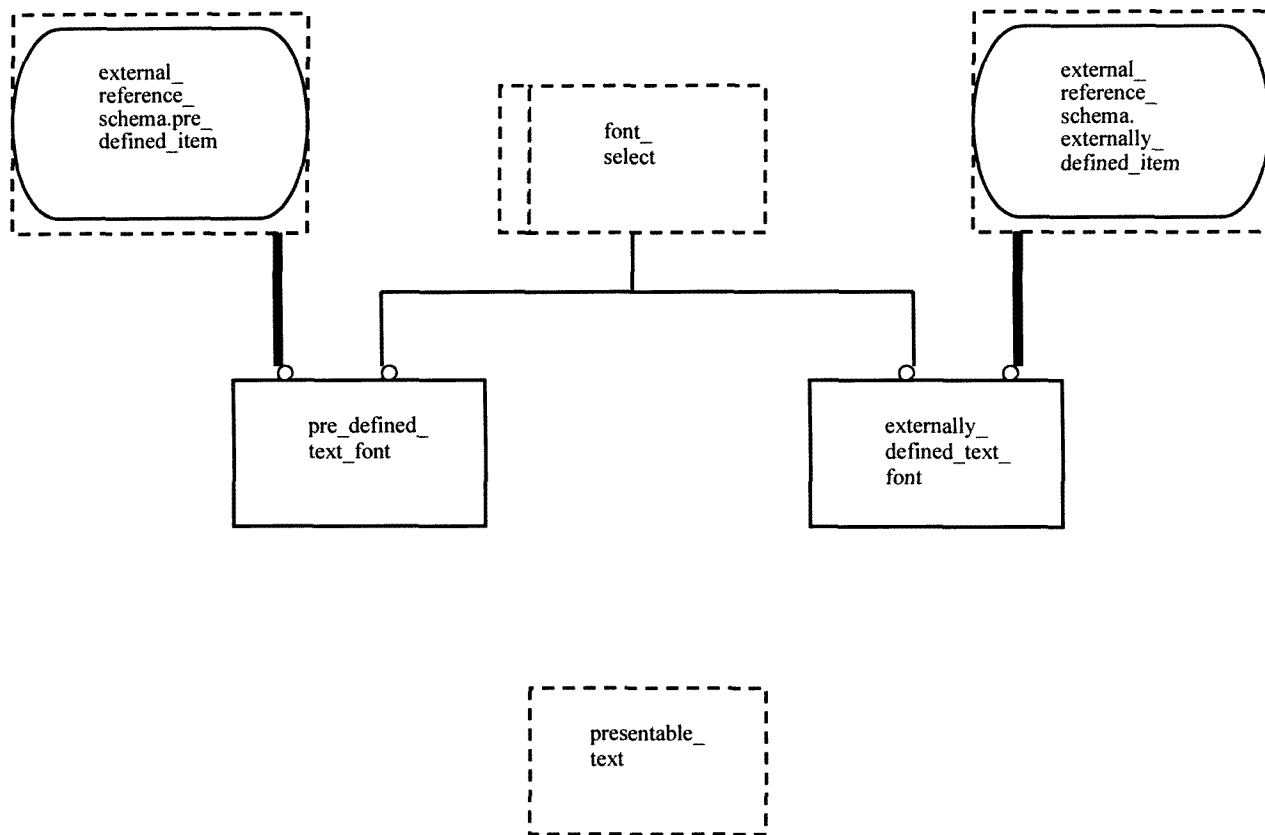 external_
reference_
schema.pre_
defined_item
font_
select
external_
reference_
schema.
externally_
defined_item
pre_defined_
text_font
externally_
defined_text_
font
presentable_
text